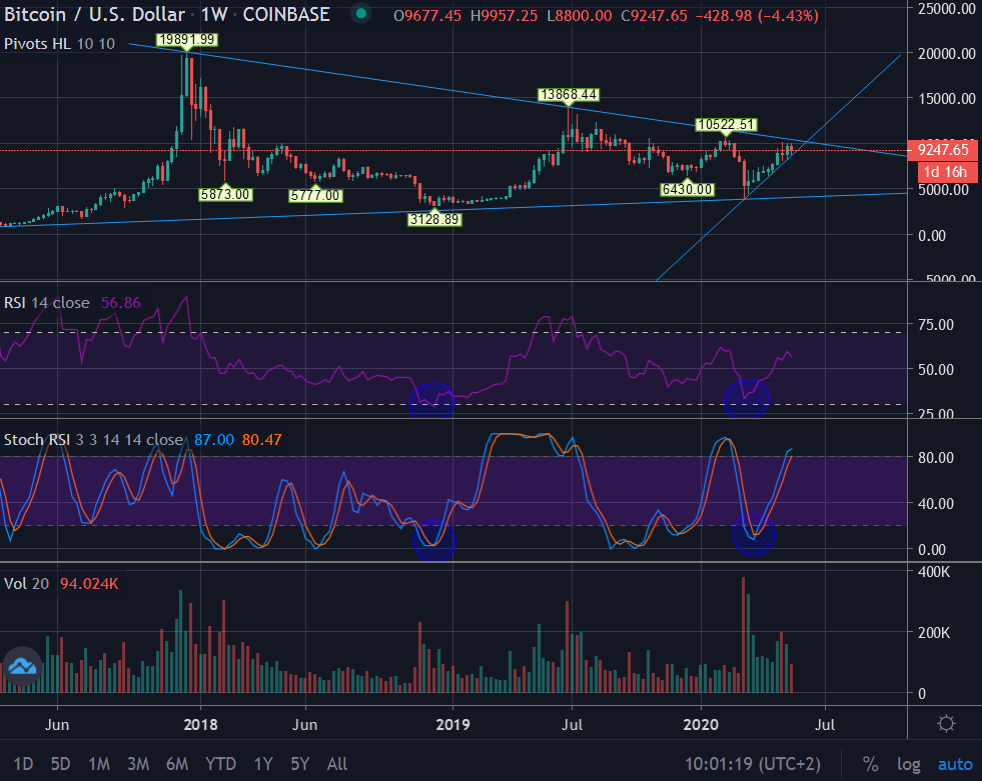 Bitcoin / U.S. Dollar · 1W · COINBASE O9677.45 H9957.25 L8800.00 C9247.65 −428.98 (−4.43%)
Pivots HL 10 10
19891.99
13868.44
10522.51
5873.00
5777.00
3128.89
6430.00
25000.00
20000.00
15000.00
9247.65
1d 16h
5000.00
0.00
RSI 14 close 56.86
75.00
50.00
25.00
Stoch RSI 3 3 14 14 close 87.00 80.47
80.00
40.00
0.00
Vol 20 94.024K
400K
200K
0
Jun 2018 Jun 2019 Jul 2020 Jul
1D 5D 1M 3M 6M YTD 1Y 5Y All 10:01:19 (UTC+2) % log auto